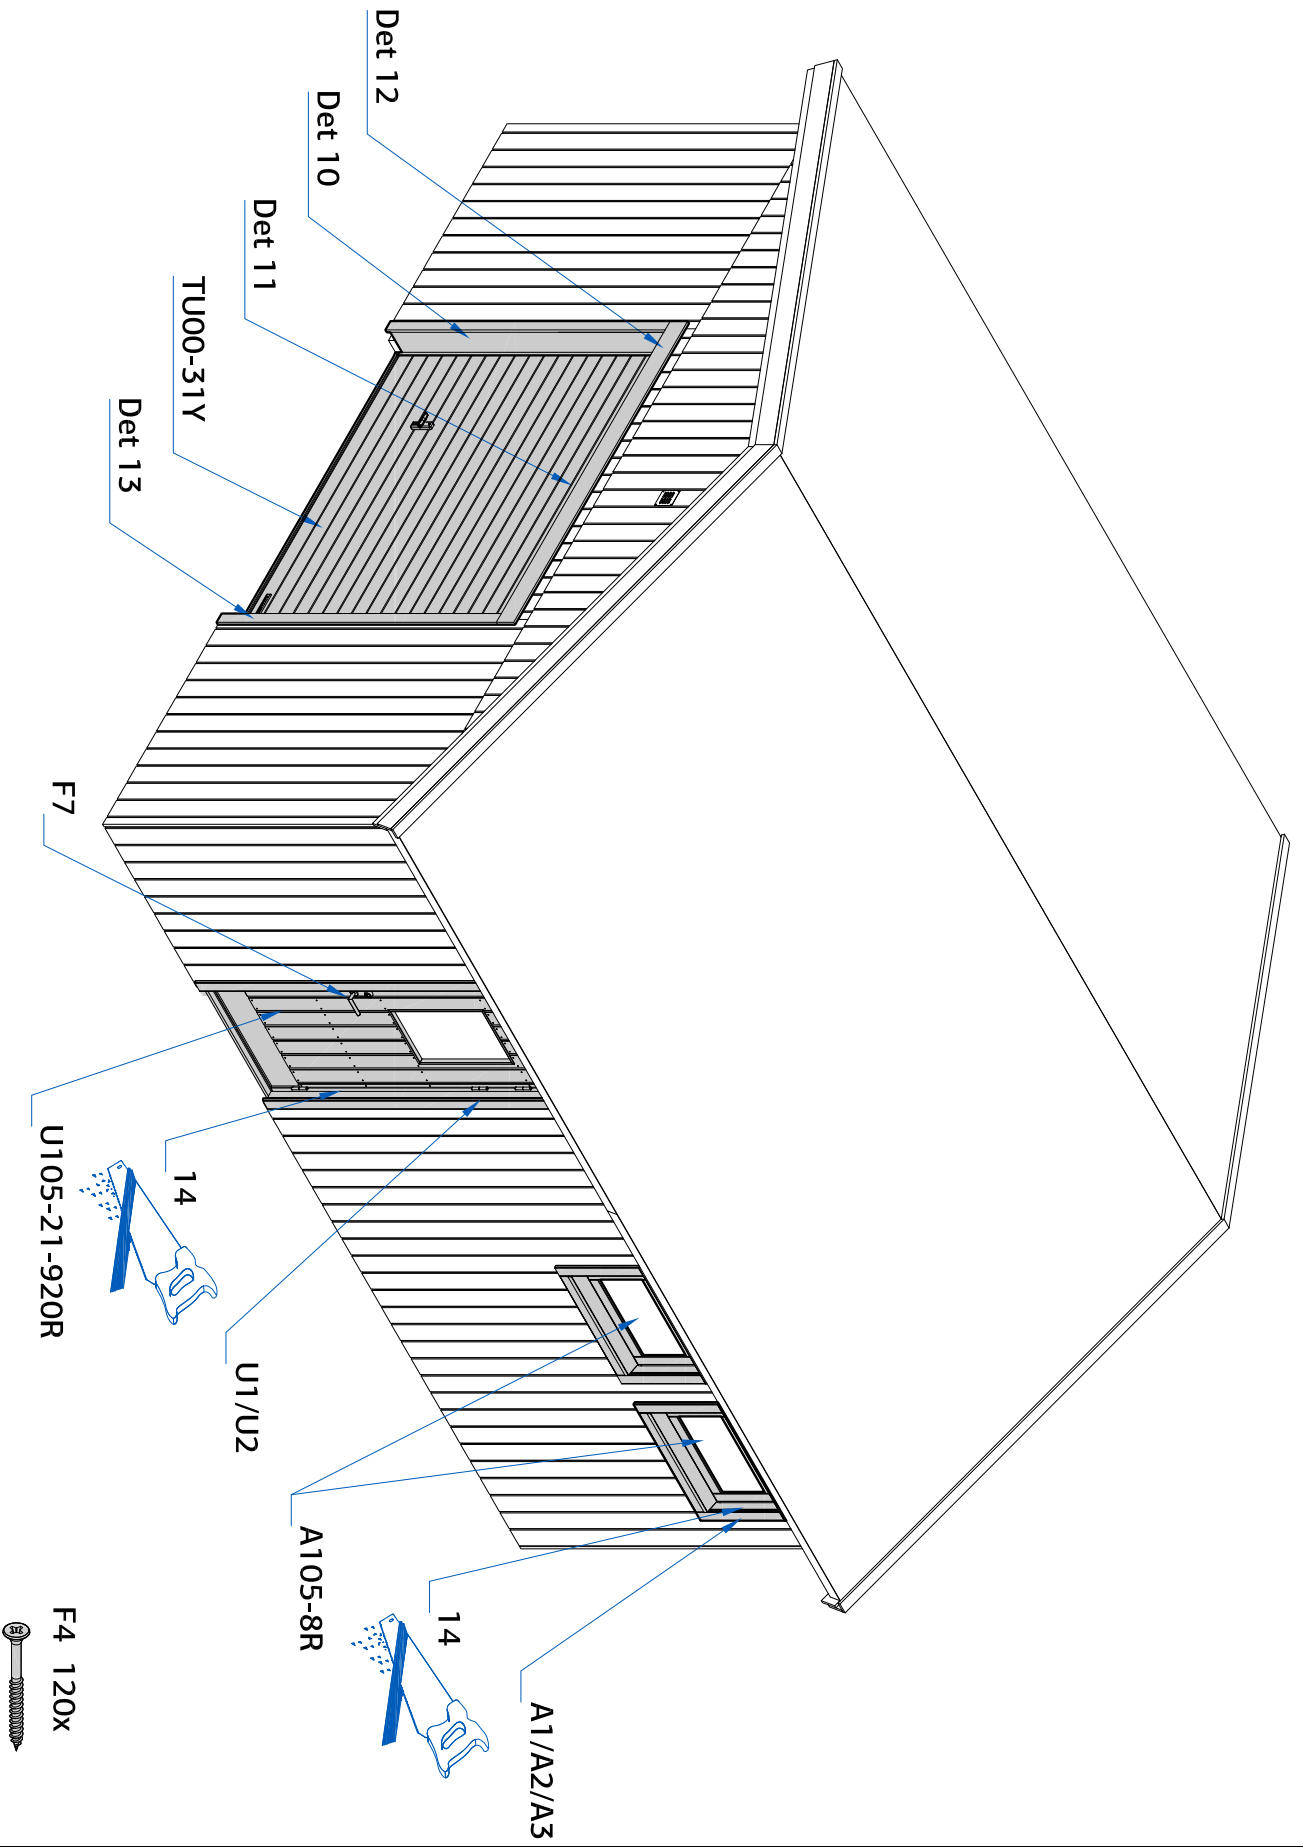 Det 12
Det 10
Det 11
TU00-31Y
Det 13
F7
U105-21-920R
14
U1/U2
A105-8R
14
A1/A2/A3
F4 120x